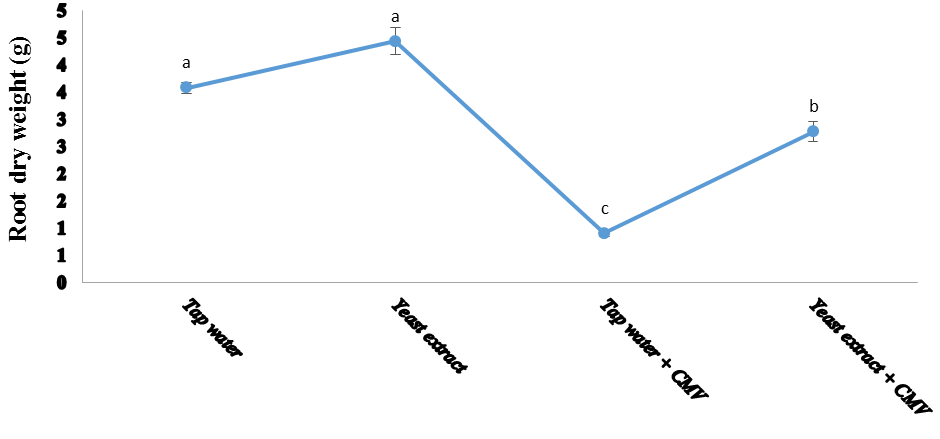 Root dry weight (g)
5
5
4
4
3
3
2
2
1
1
0
a
a
c
b
Tap water
Yeast extract
Tap water + CMV
Yeast extract + CMV